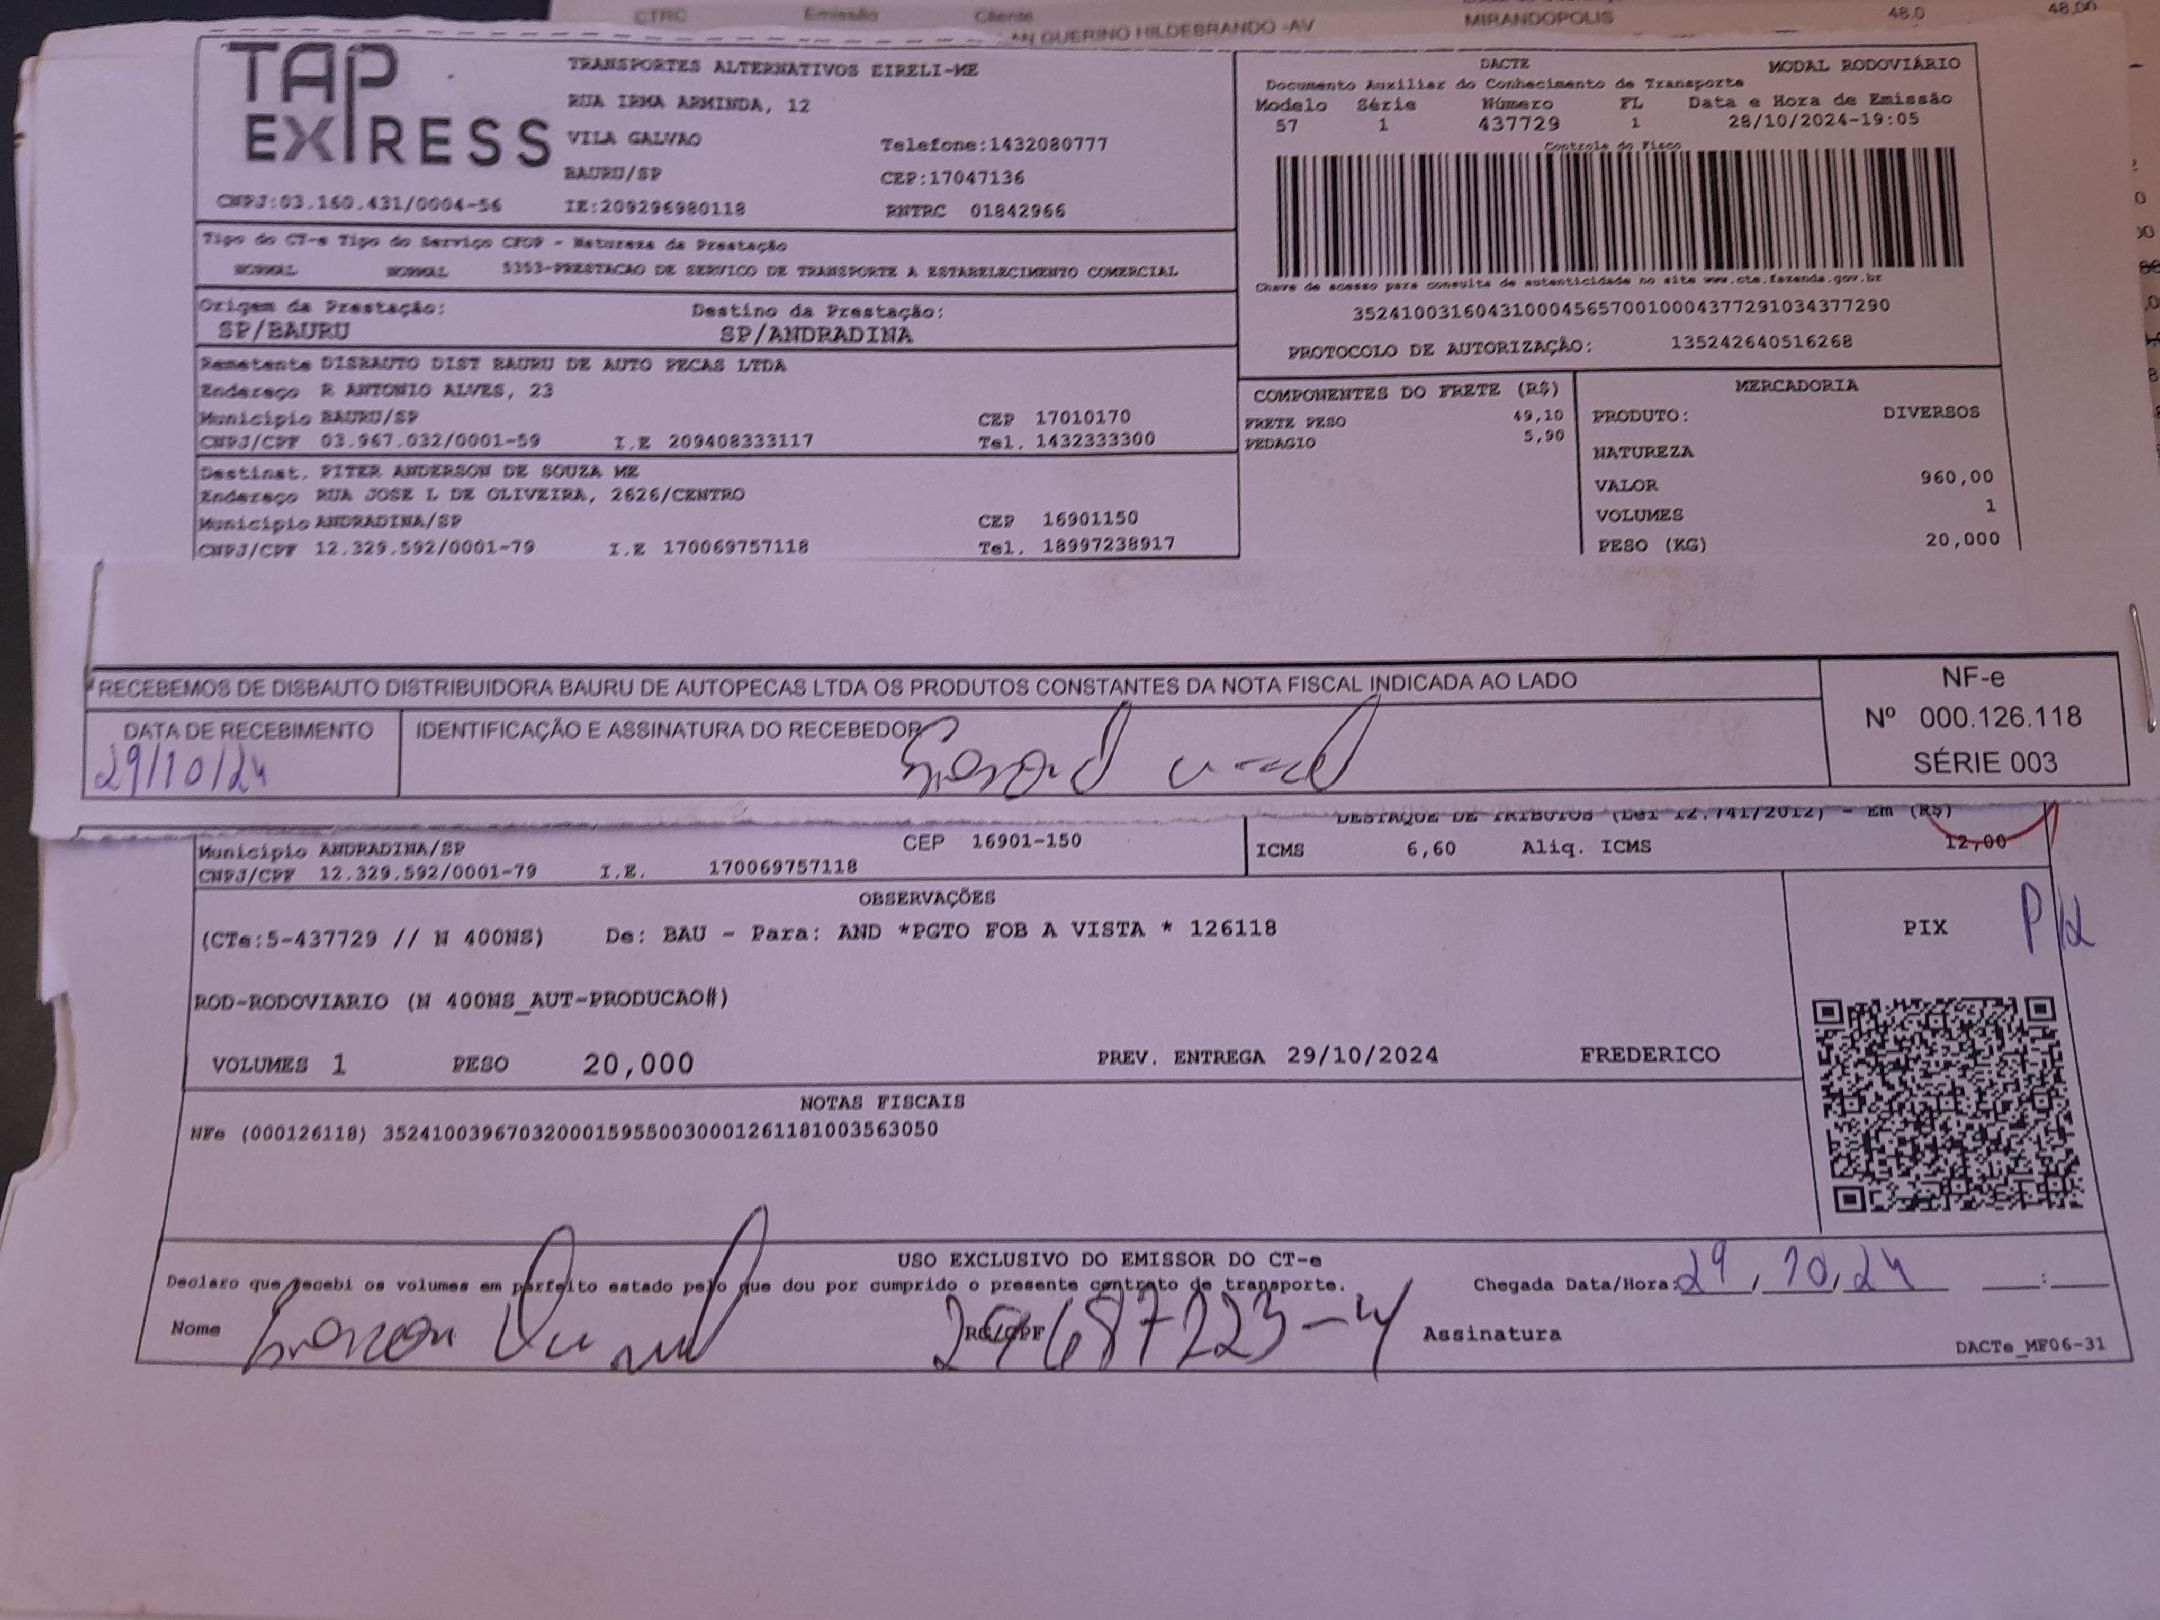 CTRC Emissão Cliente
AN GUERINO HILDEBRANDO -AV MIRANDOPOLIS 48,0 48,00
TAP EXPRESS
TRANSPORTES ALTERNATIVOS EIRELI-ME
RUA IRMA ARMINDA, 12
VILA GALVAO Telefone:1432080777
BAURU/SP CEP:17047136
CNPJ:03.160.431/0004-56 IE:209296980118 RNTRC 01842966
DACTE MODAL RODOVIÁRIO
Documento Auxiliar do Conhecimento de Transporte
Modelo Série Número FL Data e Hora de Emissão
57 1 437729 1 28/10/2024-19:05
Controle do Fisco
Chave de acesso para consulta de autenticidade no site www.cte.fazenda.gov.br
35241003160431000456570010004377291034377290
PROTOCOLO DE AUTORIZAÇÃO: 135242640516268
Tipo do CT-e Tipo do Serviço CFOP - Natureza da Prestação
NORMAL NORMAL 5353-PRESTACAO DE SERVICO DE TRANSPORTE A ESTABELECIMENTO COMERCIAL
Origem da Prestação: Destino da Prestação:
SP/BAURU SP/ANDRADINA
Remetente DISBAUTO DIST BAURU DE AUTO PECAS LTDA
Endereço R ANTONIO ALVES, 23
Município BAURU/SP CEP 17010170
CNPJ/CPF 03.967.032/0001-59 I.E 209408333117 Tel. 1432333300
Destinat. PITER ANDERSON DE SOUZA ME
Endereço RUA JOSE L DE OLIVEIRA, 2626/CENTRO
Município ANDRADINA/SP CEP 16901150
CNPJ/CPF 12.329.592/0001-79 I.E 170069757118 Tel. 18997238917
COMPONENTES DO FRETE (R$)
FRETE PESO 49,10
PEDAGIO 5,90
MERCADORIA
PRODUTO: DIVERSOS
NATUREZA
VALOR 960,00
VOLUMES 1
PESO (KG) 20,000
RECEBEMOS DE DISBAUTO DISTRIBUIDORA BAURU DE AUTOPECAS LTDA OS PRODUTOS CONSTANTES DA NOTA FISCAL INDICADA AO LADO
DATA DE RECEBIMENTO IDENTIFICAÇÃO E ASSINATURA DO RECEBEDOR
29/10/24
NF-e
Nº 000.126.118
SÉRIE 003
DESTAQUE DE TRIBUTOS (Lei 12.741/2012) - Em (R$)
Município ANDRADINA/SP CEP 16901-150
ICMS 6,60 Aliq. ICMS 12,00
CNPJ/CPF 12.329.592/0001-79 I.E. 170069757118
OBSERVAÇÕES
(CTe:5-437729 // N 400NS) De: BAU - Para: AND *PGTO FOB A VISTA * 126118
PIX
ROD-RODOVIARIO (N 400NS_AUT-PRODUCAO#)
VOLUMES 1 PESO 20,000 PREV. ENTREGA 29/10/2024 FREDERICO
NOTAS FISCAIS
NFe (000126118) 35241003967032000159550030001261181003563050
USO EXCLUSIVO DO EMISSOR DO CT-e
Declaro que recebi os volumes em perfeito estado pelo que dou por cumprido o presente contrato de transporte.
Chegada Data/Hora: 29, 10, 24 :
Nome RG/CPF Assinatura
DACTe_MF06-31